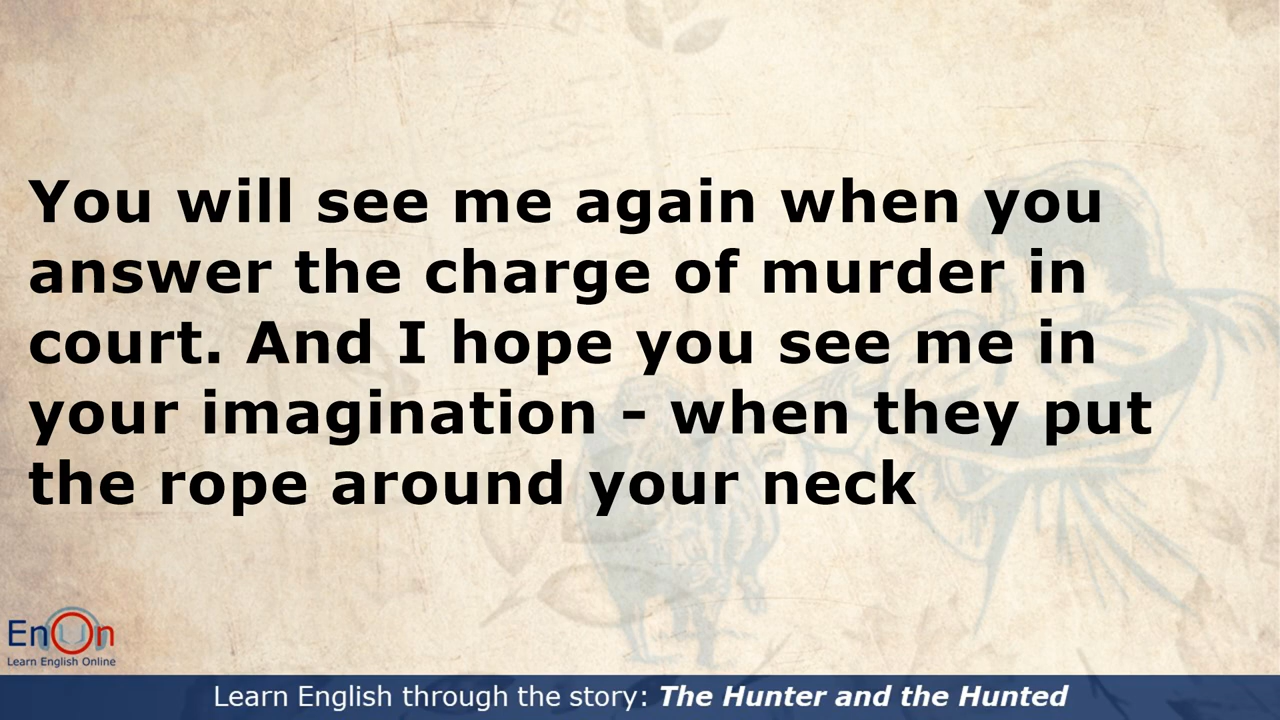 You will see me again when you
answer the charge of murder in
court. And I hope you see me in
your imagination - when they put
the rope around your neck
EnOn
Learn English Online
Learn English through the story: The Hunter and the Hunted